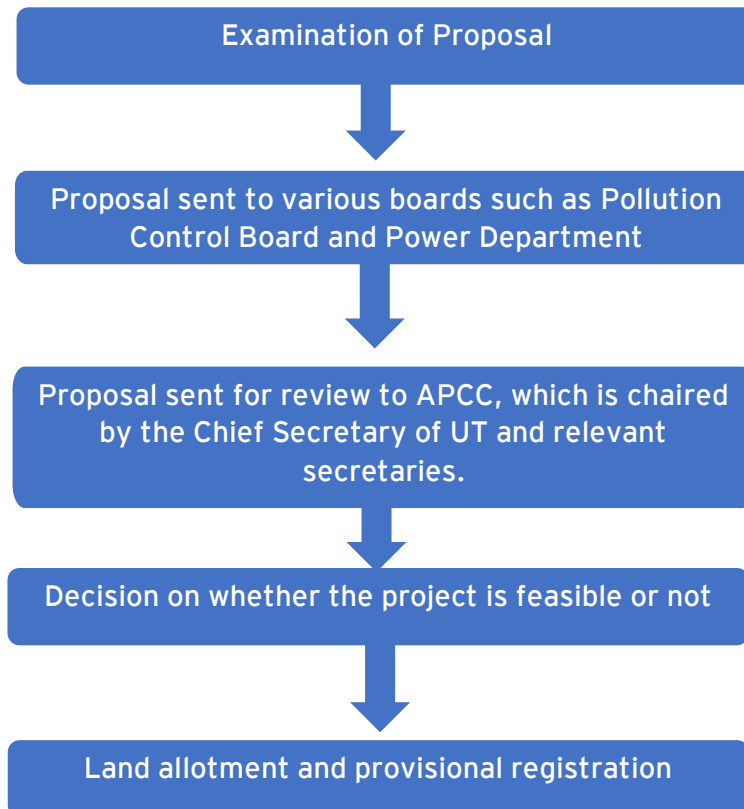 Examination of Proposal
Proposal sent to various boards such as Pollution
Control Board and Power Department
Proposal sent for review to APCC, which is chaired
by the Chief Secretary of UT and relevant
secretaries.
Decision on whether the project is feasible or not
Land allotment and provisional registration